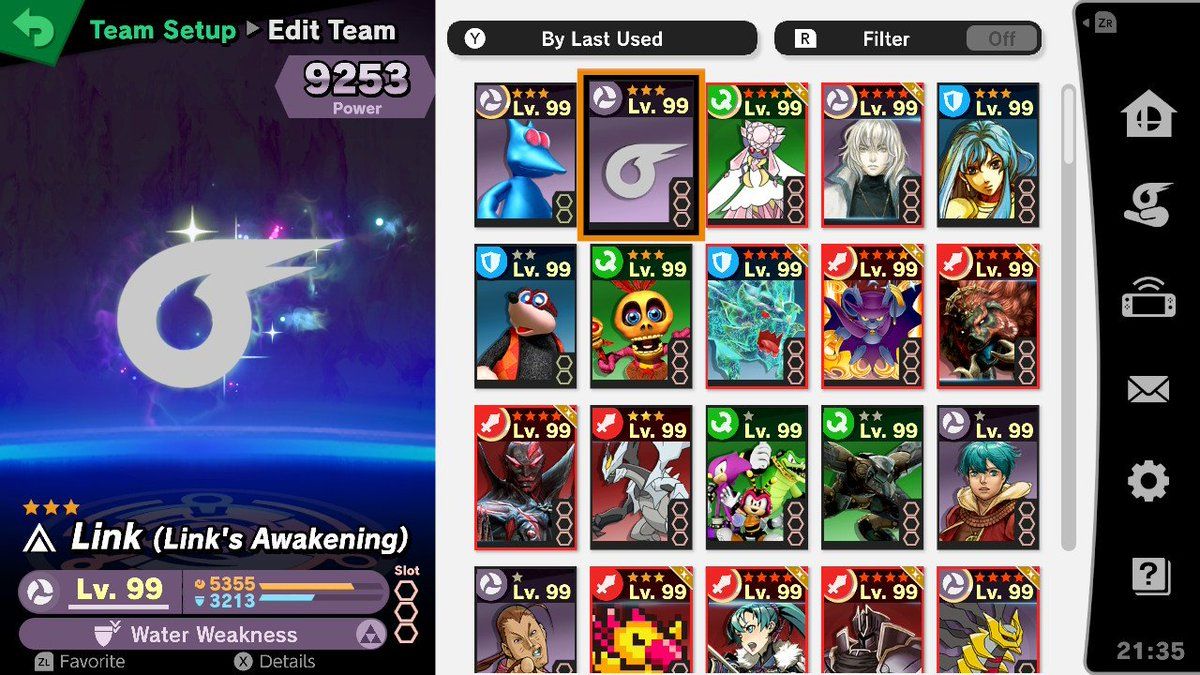 Team Setup ▶ Edit Team
9253
Power
Y By Last Used
R Filter Off
ZR
Lv. 99 Lv. 99 Lv. 99 Lv. 99 Lv. 99
Lv. 99 Lv. 99 Lv. 99 Lv. 99 Lv. 99
Lv. 99 Lv. 99 Lv. 99 Lv. 99 Lv. 99
Lv. 99 Lv. 99 Lv. 99 Lv. 99 Lv. 99
Link (Link's Awakening)
Slot
Lv. 99
5355
3213
Water Weakness
ZL Favorite X Details
?
21:35